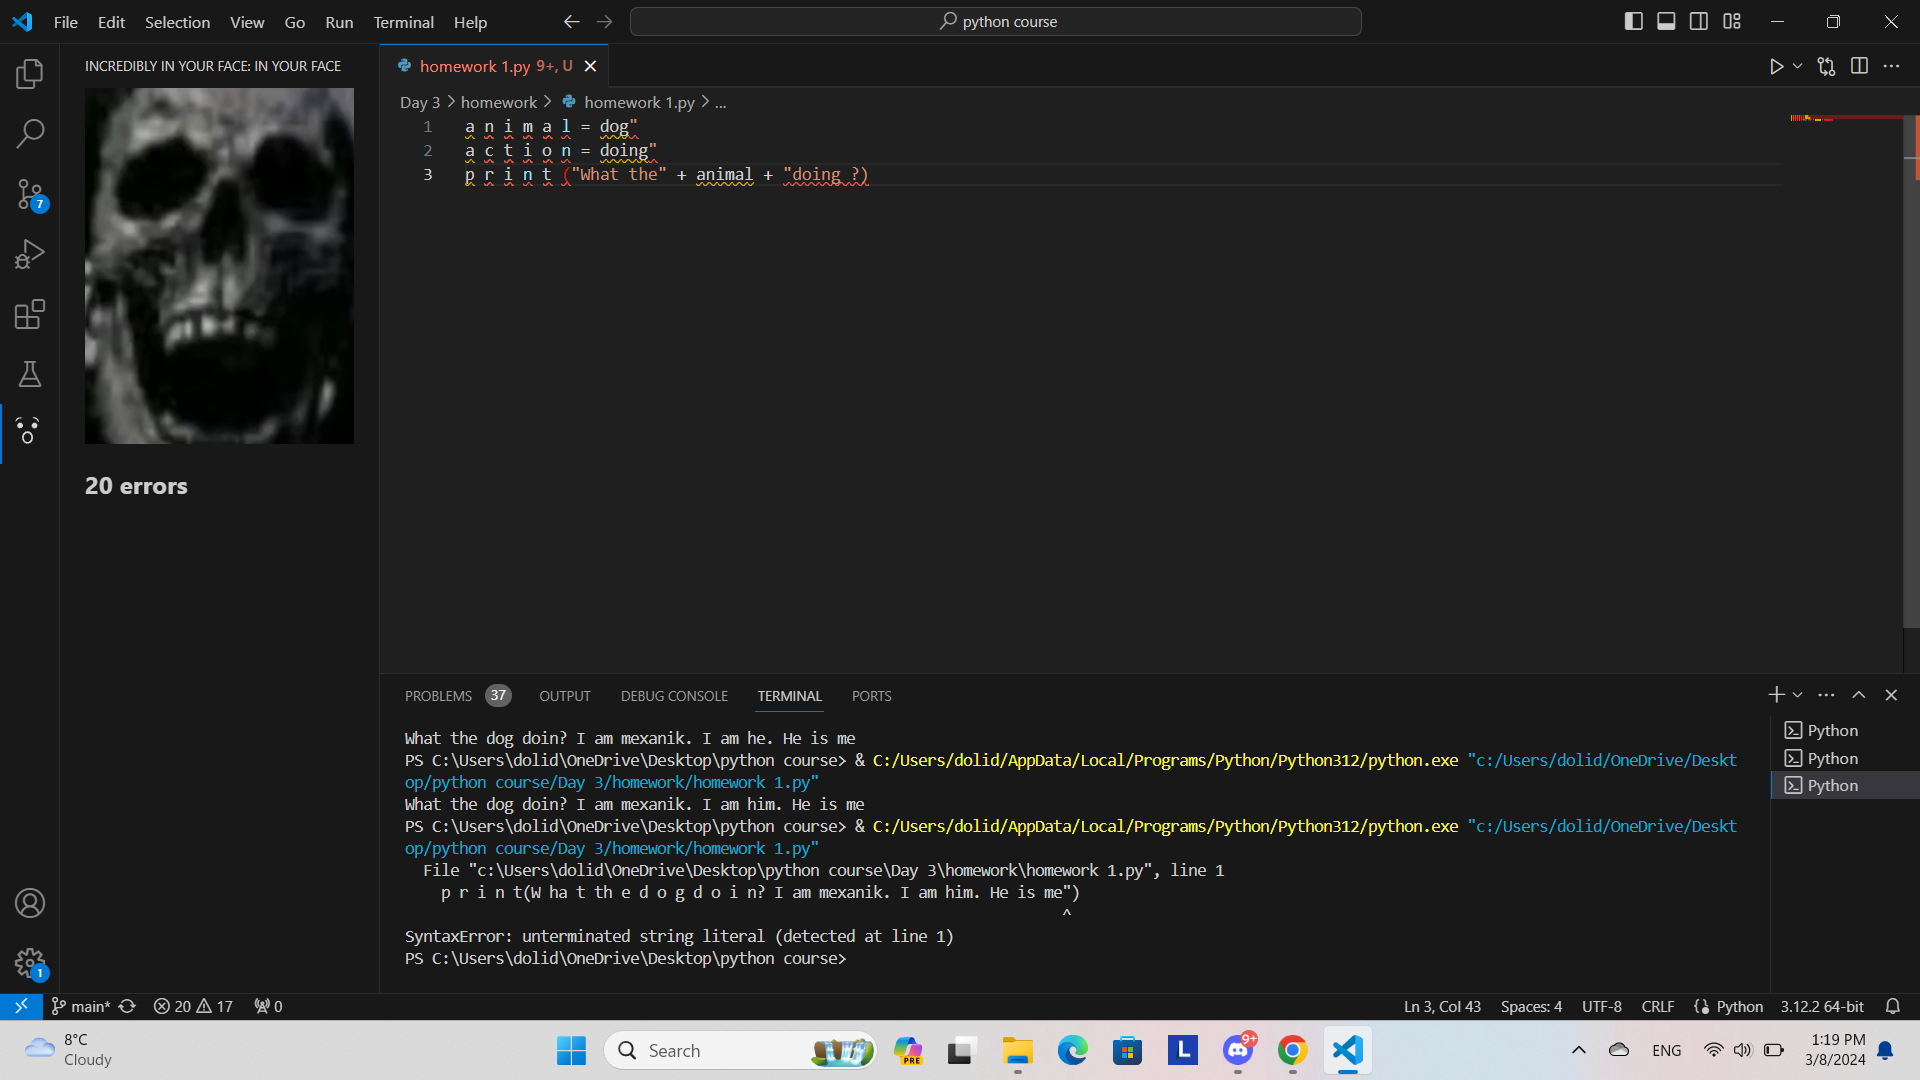 File Edit Selection View Go Run Terminal Help
python course
INCREDIBLY IN YOUR FACE: IN YOUR FACE
homework 1.py 9+, U
Day 3 > homework > homework 1.py > ...
1 a n i m a l = dog"
2 a c t i o n = doing"
3 p r i n t ("What the" + animal + "doing ?)
7
20 errors
PROBLEMS 37 OUTPUT DEBUG CONSOLE TERMINAL PORTS
What the dog doin? I am mexanik. I am he. He is me
PS C:\Users\dolid\OneDrive\Desktop\python course> & C:/Users/dolid/AppData/Local/Programs/Python/Python312/python.exe "c:/Users/dolid/OneDrive/Deskt
op/python course/Day 3/homework/homework 1.py"
What the dog doin? I am mexanik. I am him. He is me
PS C:\Users\dolid\OneDrive\Desktop\python course> & C:/Users/dolid/AppData/Local/Programs/Python/Python312/python.exe "c:/Users/dolid/OneDrive/Deskt
op/python course/Day 3/homework/homework 1.py"
File "c:\Users\dolid\OneDrive\Desktop\python course\Day 3\homework\homework 1.py", line 1
p r i n t(W ha t th e d o g d o i n? I am mexanik. I am him. He is me")
^
SyntaxError: unterminated string literal (detected at line 1)
PS C:\Users\dolid\OneDrive\Desktop\python course>
Python
Python
Python
1
main* 20 17 0
Ln 3, Col 43 Spaces: 4 UTF-8 CRLF {} Python 3.12.2 64-bit
8°C
Cloudy
Search
PRE
L
9+
ENG
1:19 PM
3/8/2024